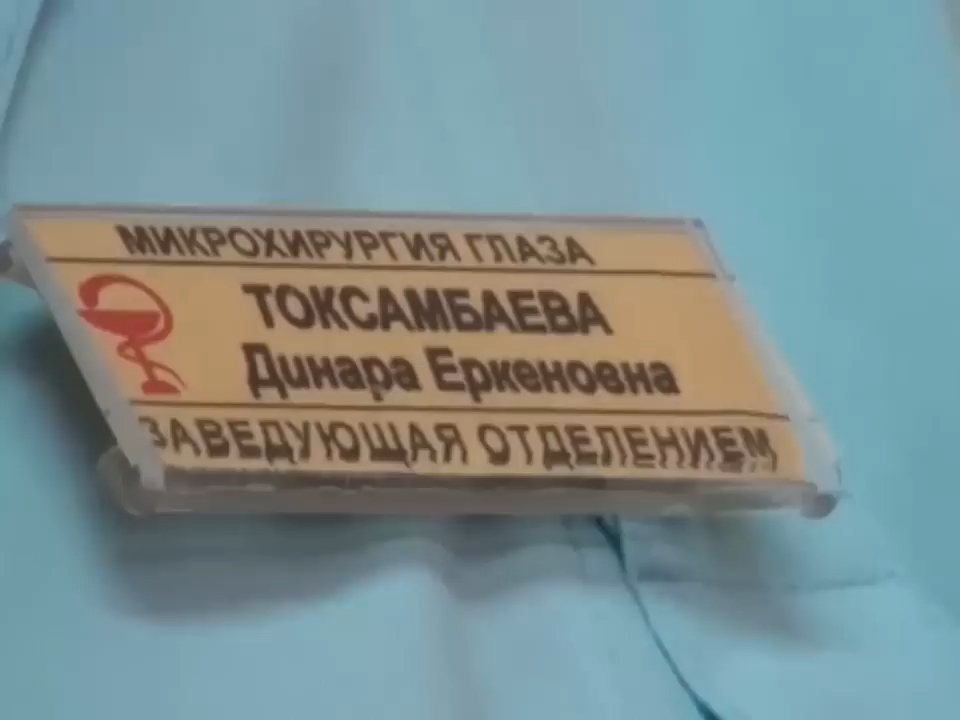 МИКРОХИРУРГИЯ ГЛАЗА
ТОКСАМБАЕВА
Динара Еркеновна
ЗАВЕДУЮЩАЯ ОТДЕЛЕНИЕМ